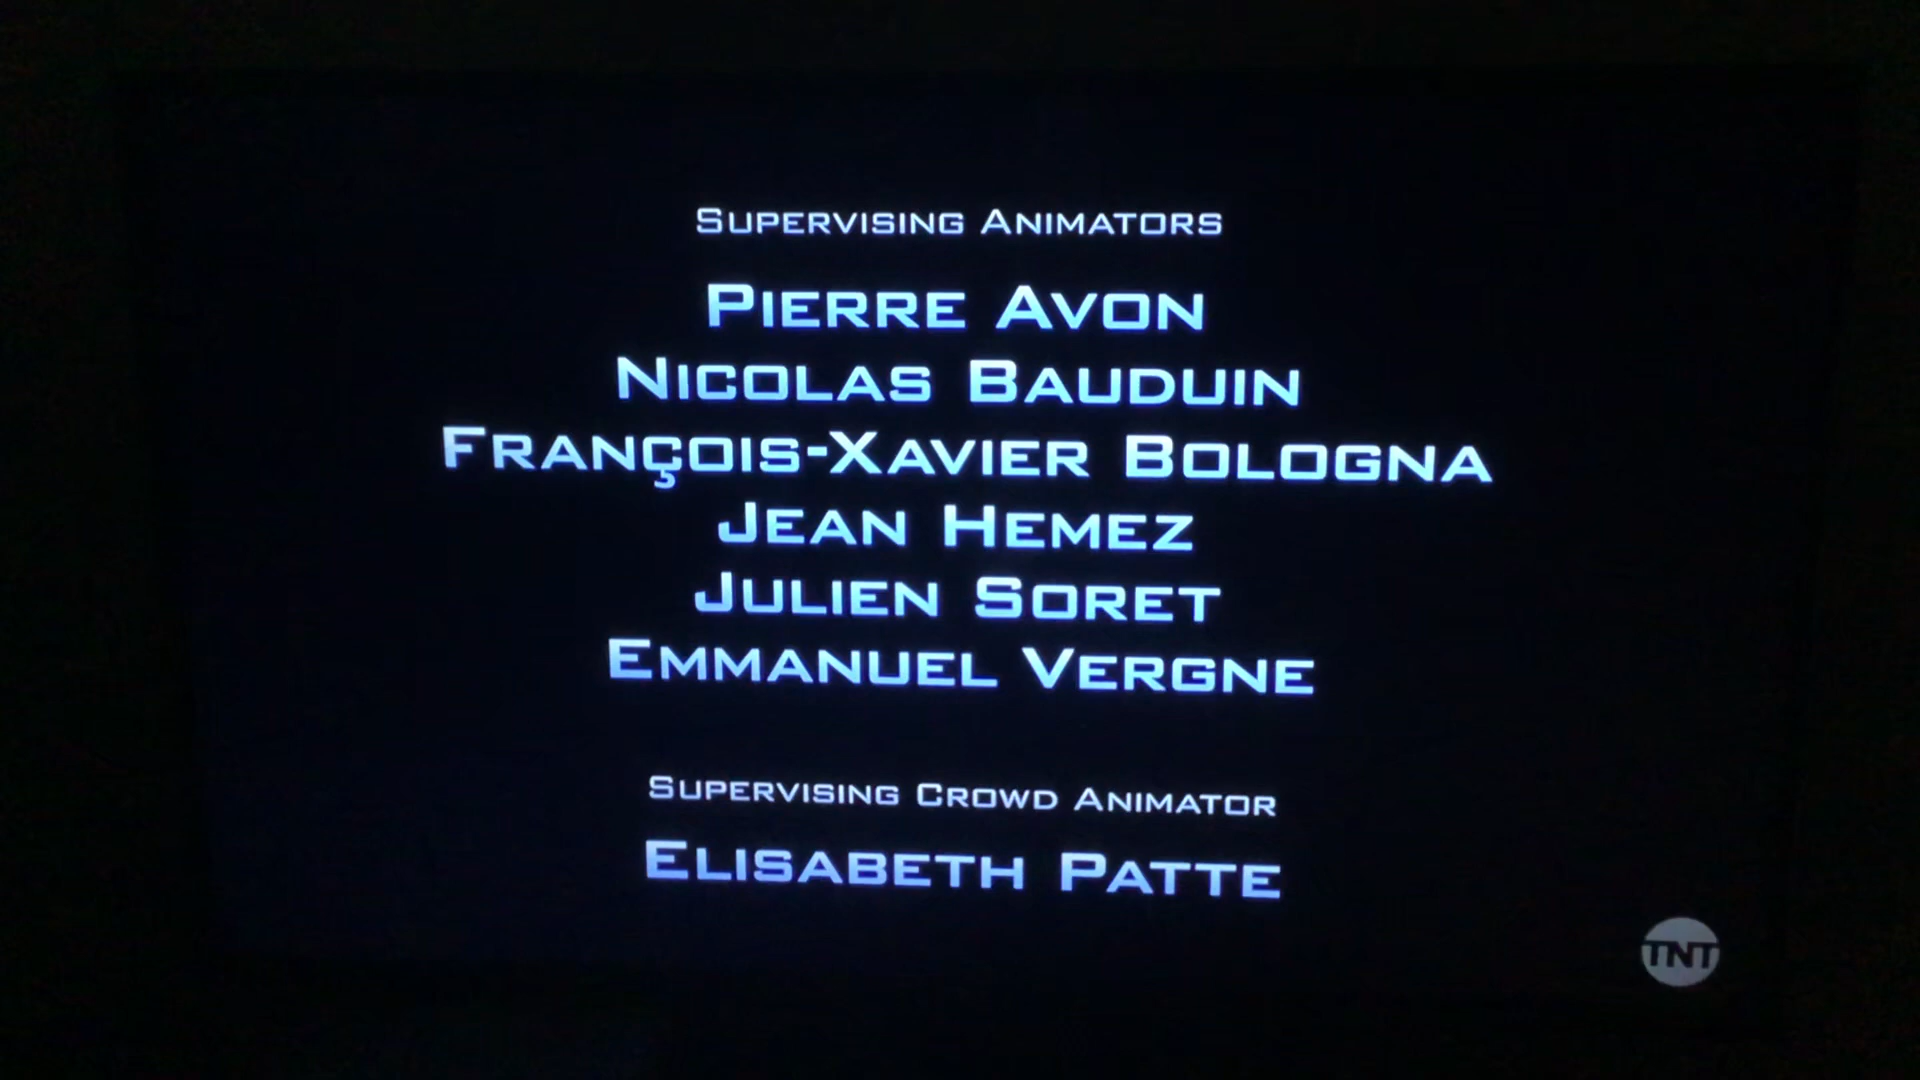 Supervising Animators
Pierre Avon
Nicolas Bauduin
François-Xavier Bologna
Jean Hemez
Julien Soret
Emmanuel Vergne
Supervising Crowd Animator
Elisabeth Patte
TNT